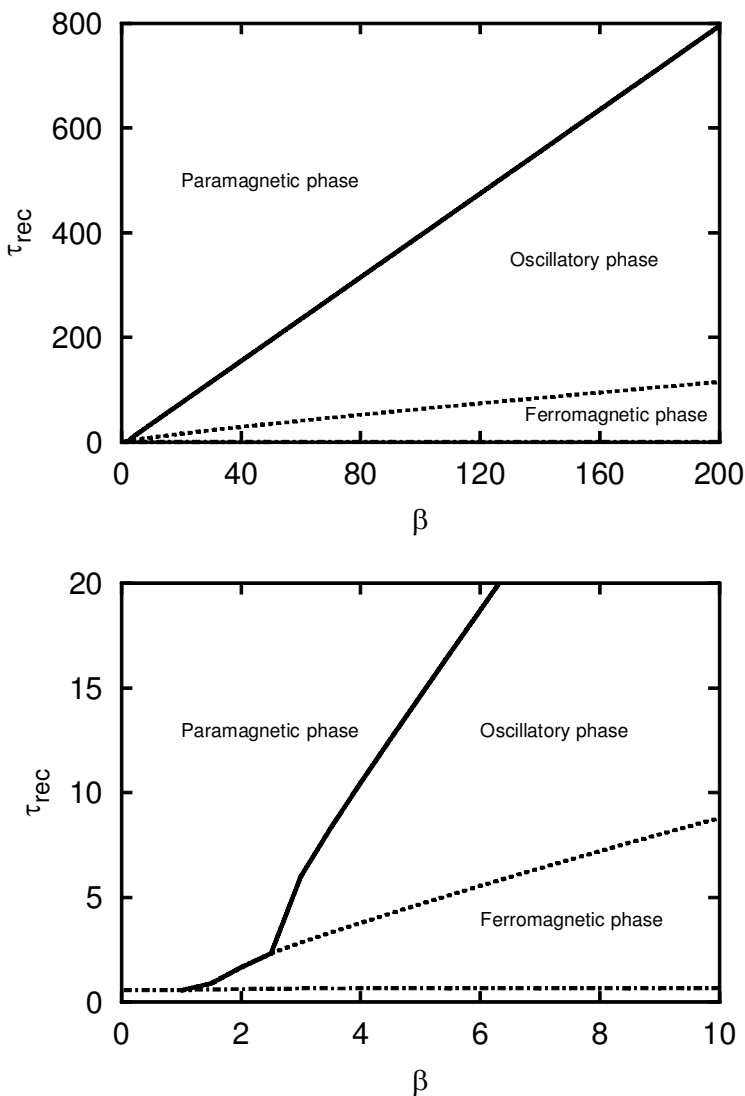 800
600
400
200
0
τrec
Paramagnetic phase
Oscillatory phase
Ferromagnetic phase
0 40 80 120 160 200
β
20
15
10
5
0
τrec
Paramagnetic phase Oscillatory phase
Ferromagnetic phase
0 2 4 6 8 10
β